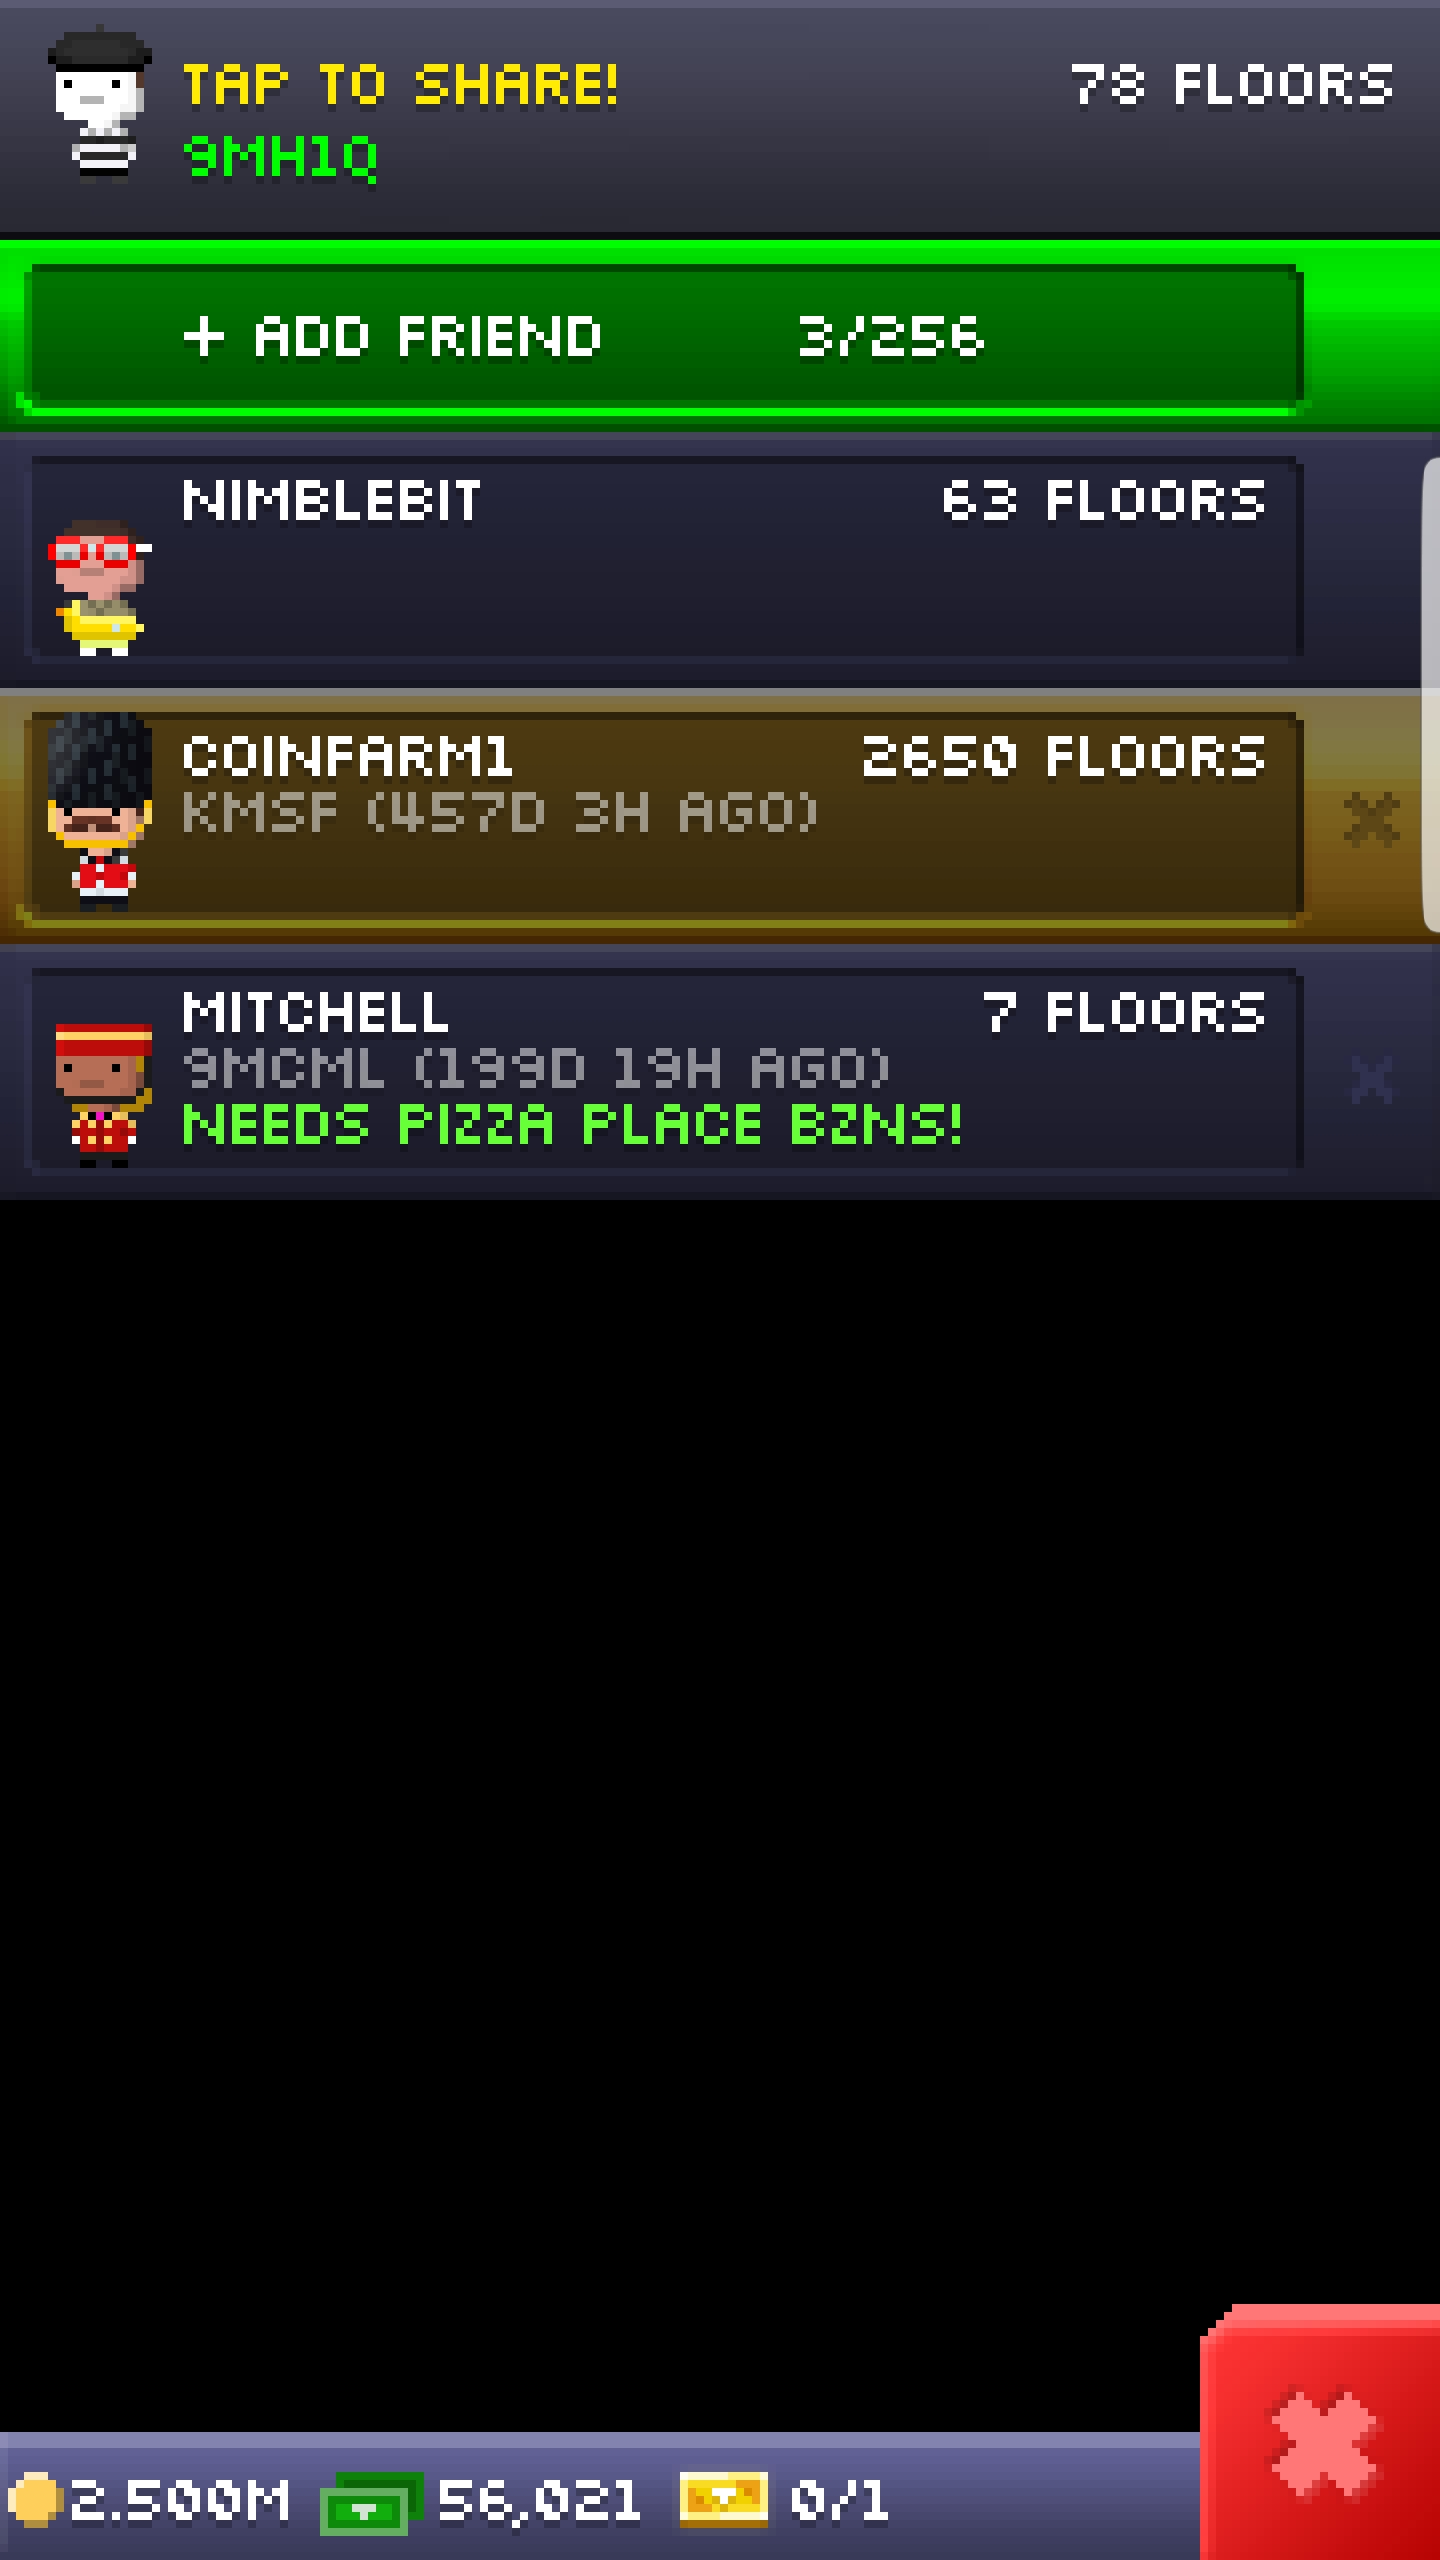 TAP TO SHARE!
78 FLOORS
9MH1Q
+ ADD FRIEND 3/256
NIMBLEBIT 63 FLOORS
COINFARM1 2650 FLOORS
KMSF (457D 3H AGO)
MITCHELL 7 FLOORS
9MCML (199D 19H AGO)
NEEDS PIZZA PLACE BZNS!
2.500M 56,021 0/1